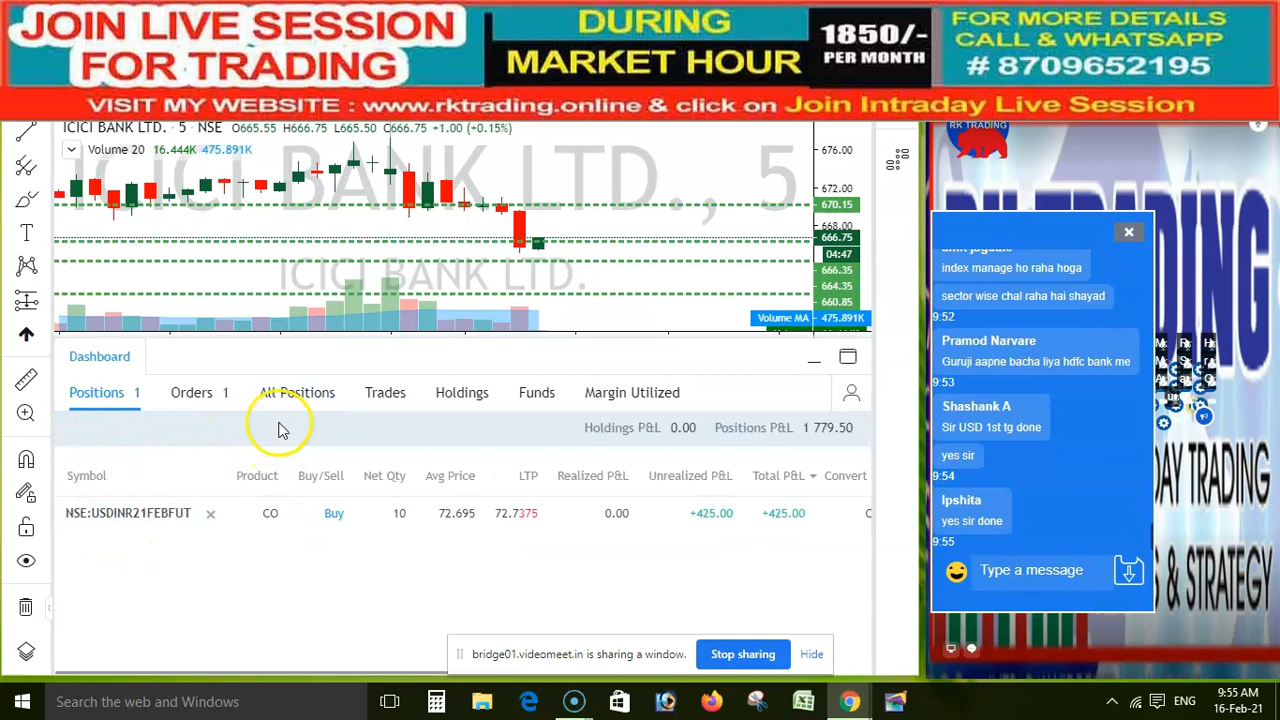 JOIN LIVE SESSION
FOR TRADING
DURING
MARKET HOUR
1850/-
PER MONTH
FOR MORE DETAILS
CALL & WHATSAPP
# 8709652195
VISIT MY WEBSITE : www.rktrading.online & click on Join Intraday Live Session
ICICI BANK LTD. · 5 · NSE O665.55 H666.75 L665.50 C666.75 +1.00 (+0.15%)
Volume 20 16.444K 475.891K
ICICI BANK LTD., 5
ICICI BANK LTD.
676.00
672.00
670.15
668.00
666.75
04:47
666.35
664.35
660.85
Volume MA 475.891K
Dashboard
Positions 1 Orders 1 All Positions Trades Holdings Funds Margin Utilized
Holdings P&L 0.00 Positions P&L 1 779.50
Symbol Product Buy/Sell Net Qty Avg Price LTP Realized P&L Unrealized P&L Total P&L Convert
NSE:USDINR21FEBFUT CO Buy 10 72.695 72.7375 0.00 +425.00 +425.00
bridge01.videomeet.in is sharing a window. Stop sharing Hide
RK TRADING
index manage ho raha hoga
sector wise chal raha hai shayad
9:52
Pramod Narvare
Guruji aapne bacha liya hdfc bank me
9:53
Shashank A
Sir USD 1st tg done
yes sir
9:54
Ipshita
yes sir done
9:55
Type a message
DAY TRADING
& STRATEGY
Search the web and Windows
ENG
9:55 AM
16-Feb-21